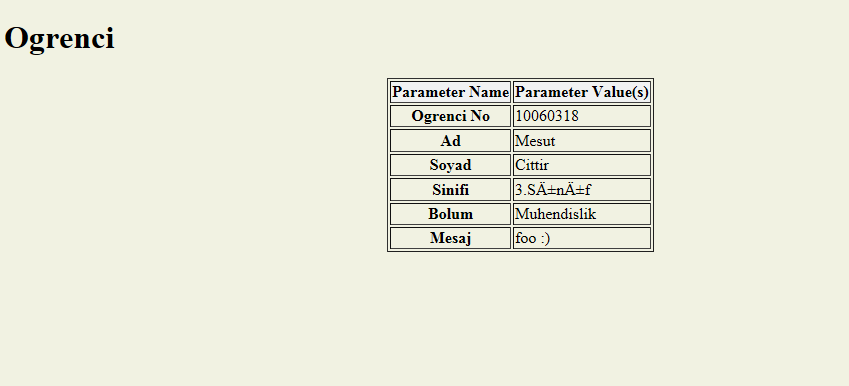 Ogrenci
Parameter Name Parameter Value(s)
Ogrenci No 10060318
Ad Mesut
Soyad Cittir
Sinifi 3.SÄ±nÄ±f
Bolum Muhendislik
Mesaj foo :)